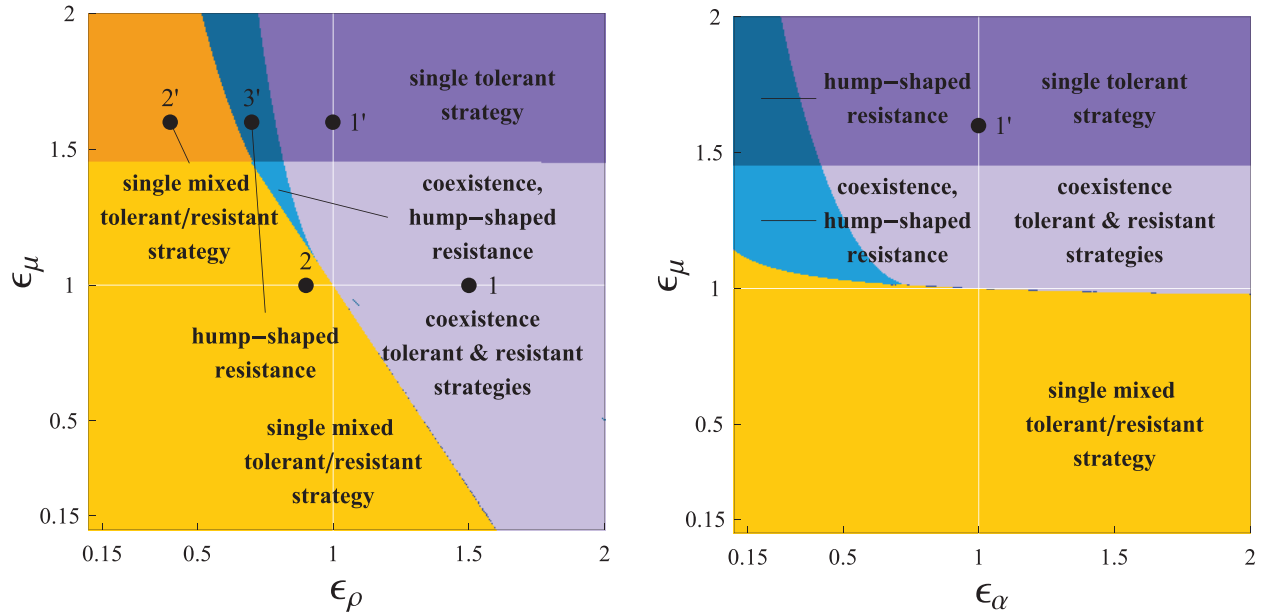 2
2'
3'
1'
single tolerant
strategy
1.5
single mixed
tolerant/resistant
strategy
coexistence,
hump−shaped
resistance
ϵμ
2
1
1
hump−shaped
resistance
coexistence
tolerant & resistant
strategies
0.5
single mixed
tolerant/resistant
strategy
0.15
0.15
0.5
1
1.5
2
ϵρ
2
hump−shaped
resistance
single tolerant
strategy
1'
1.5
coexistence,
hump−shaped
resistance
coexistence
tolerant & resistant
strategies
ϵμ
1
single mixed
tolerant/resistant
strategy
0.5
0.15
0.15
0.5
1
1.5
2
ϵα